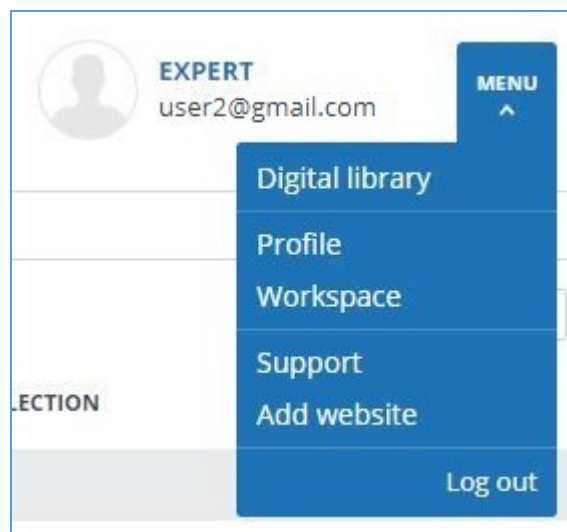 EXPERT
user2@gmail.com
MENU
Digital library
Profile
Workspace
Support
Add website
LECTION
Log out